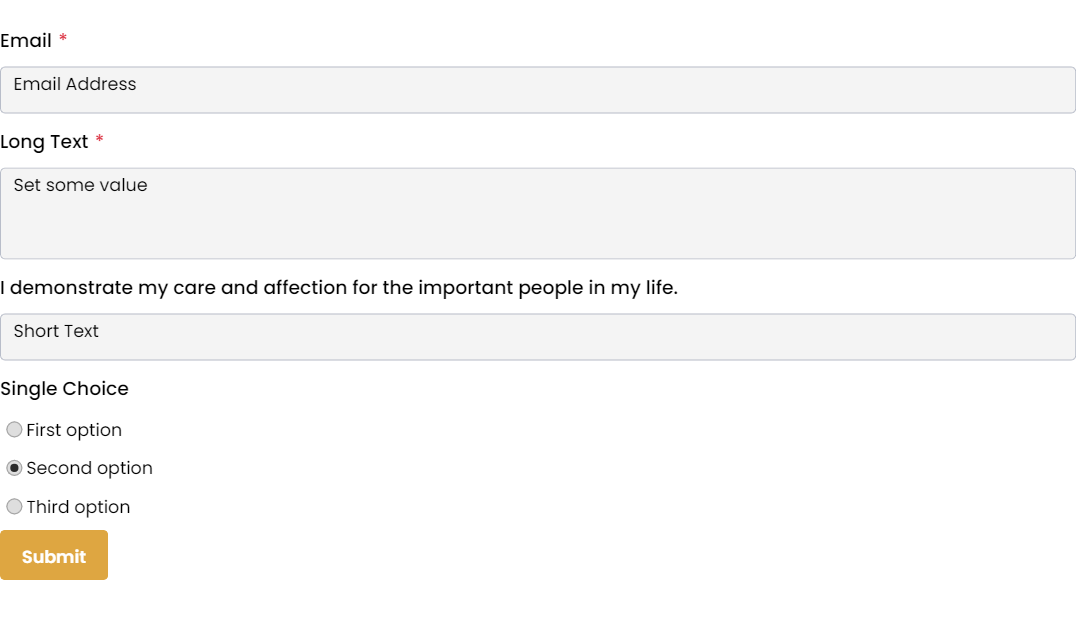 Email *
Email Address
Long Text *
Set some value
I demonstrate my care and affection for the important people in my life.
Short Text
Single Choice
First option
Second option
Third option
Submit